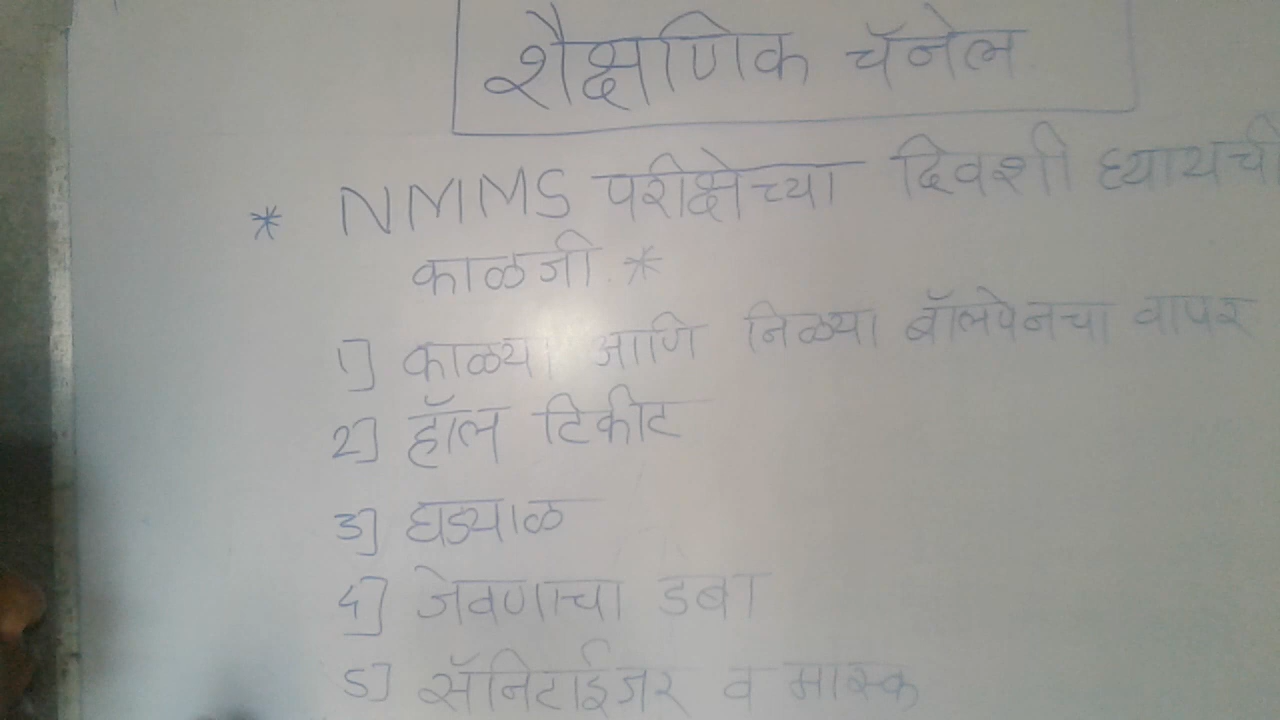 शैक्षणिक चॅनेल
* NMMS परीक्षेच्या दिवशी घ्यायची
काळजी. *
1] काळ्या आणि निळ्या बॉलपेनचा वापर
2] हॉल टिकीट
3] घड्याळ
4] जेवणाचा डबा
5] सॅनिटाईजर व मास्क